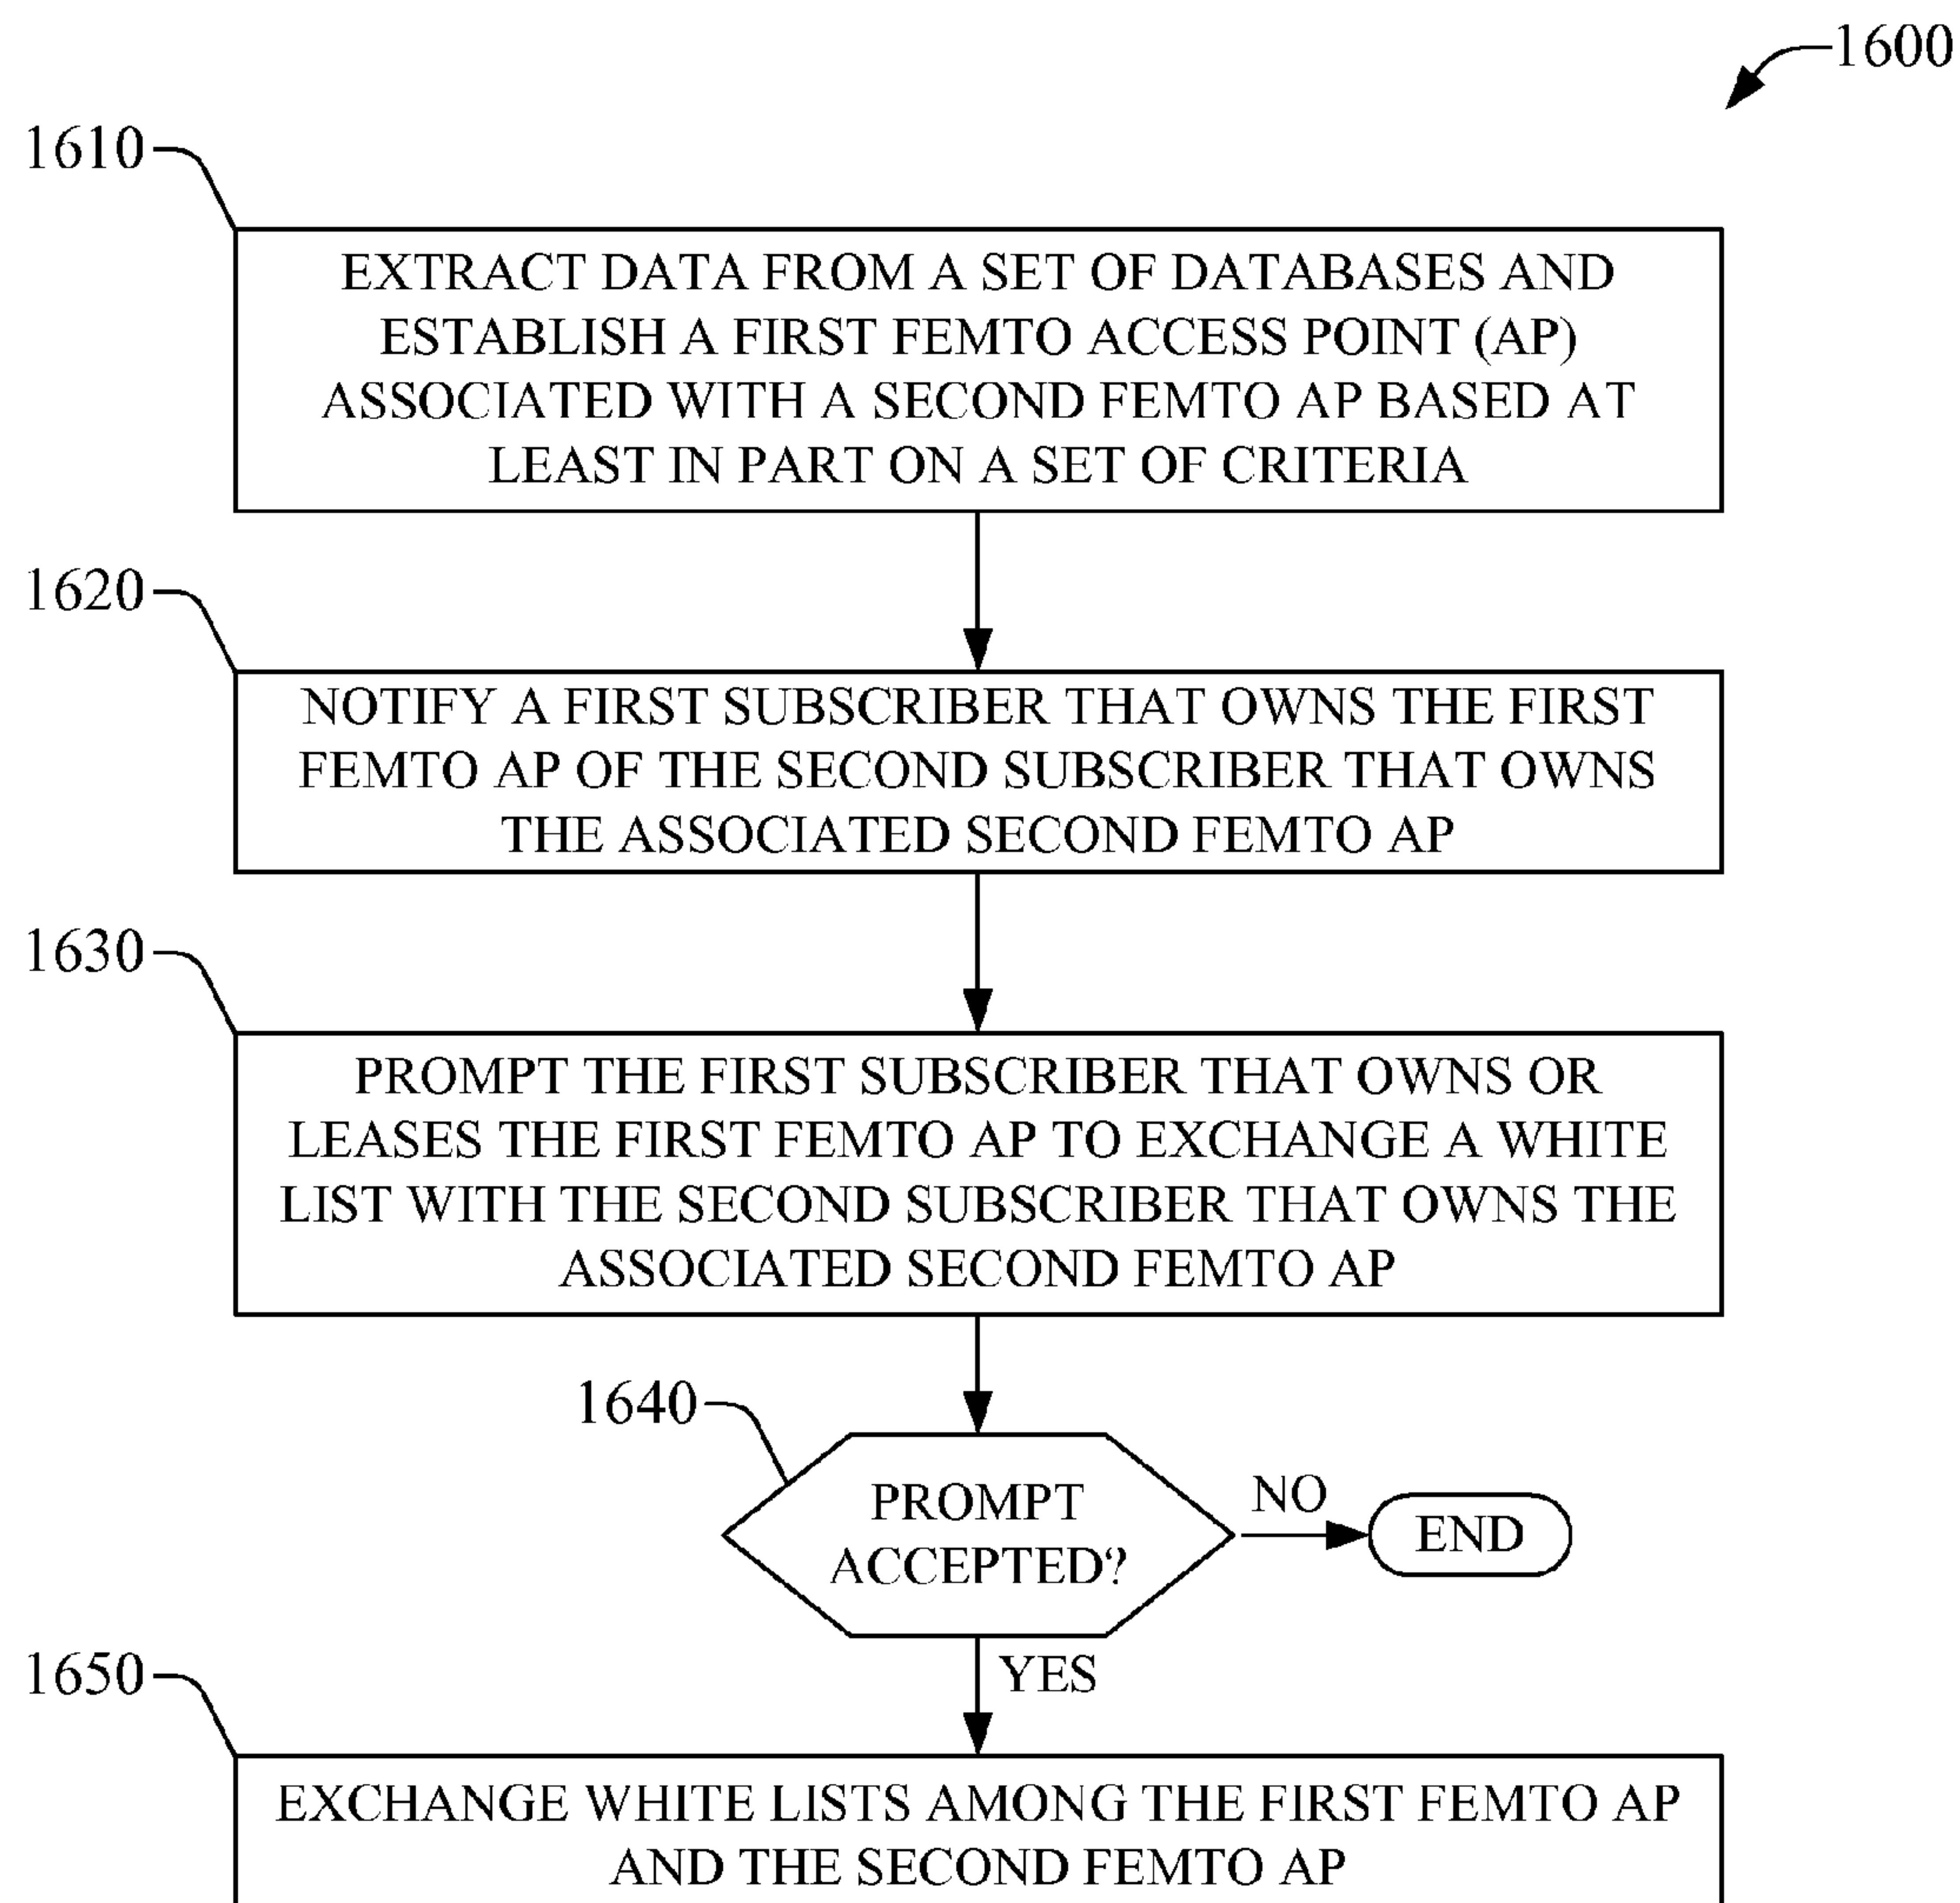 1600
1610
EXTRACT DATA FROM A SET OF DATABASES AND
ESTABLISH A FIRST FEMTO ACCESS POINT (AP)
ASSOCIATED WITH A SECOND FEMTO AP BASED AT
LEAST IN PART ON A SET OF CRITERIA
1620
NOTIFY A FIRST SUBSCRIBER THAT OWNS THE FIRST
FEMTO AP OF THE SECOND SUBSCRIBER THAT OWNS
THE ASSOCIATED SECOND FEMTO AP
1630
PROMPT THE FIRST SUBSCRIBER THAT OWNS OR
LEASES THE FIRST FEMTO AP TO EXCHANGE A WHITE
LIST WITH THE SECOND SUBSCRIBER THAT OWNS THE
ASSOCIATED SECOND FEMTO AP
1640
PROMPT
ACCEPTED?
NO
END
YES
1650
EXCHANGE WHITE LISTS AMONG THE FIRST FEMTO AP
AND THE SECOND FEMTO AP